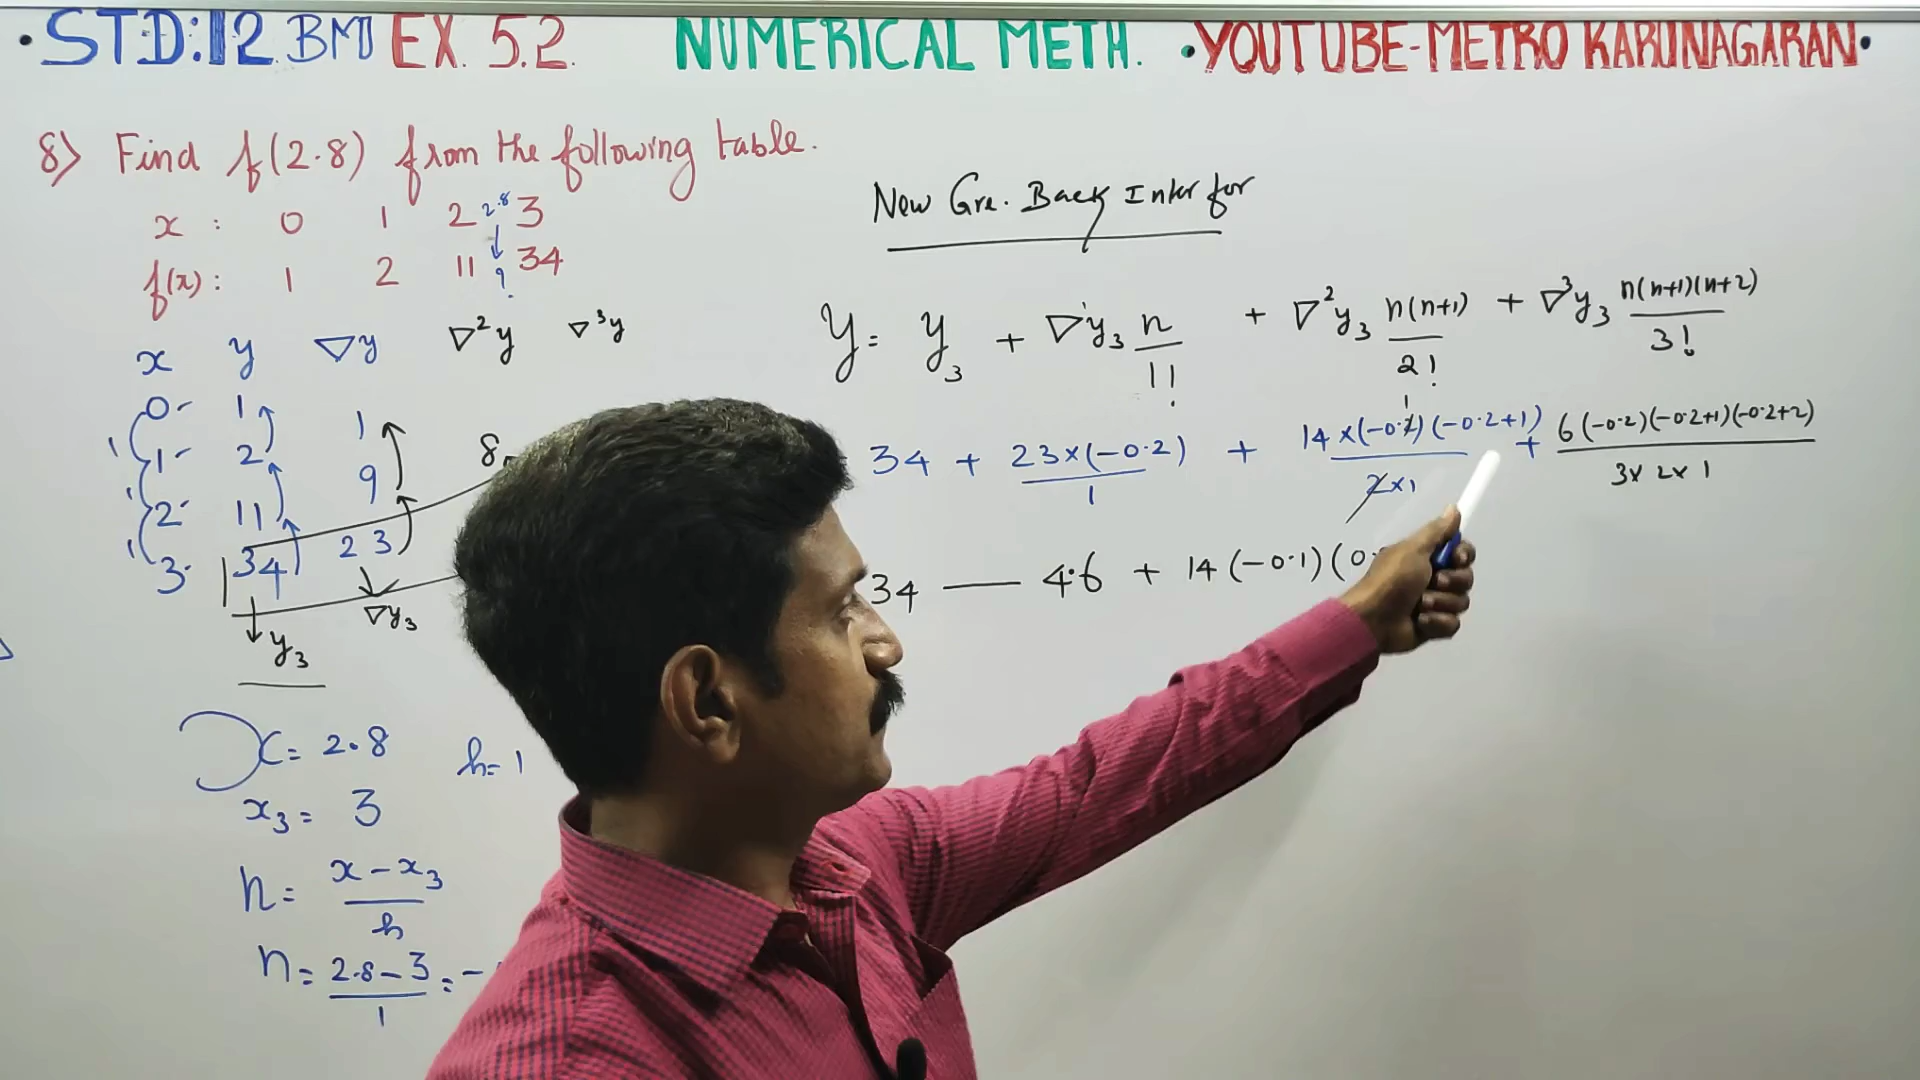 • STD:12 BM EX. 5.2. NUMERICAL METH. • YOUTUBE-METRO KARUNAGARAN •
8) Find f(2.8) from the following table.
x : 0 1 2 2.8 3
f(x) : 1 2 11 ? 34
x y ∇y ∇²y ∇³y
0 1
1 2 1
2 11 9 8
3 34 23
y₃ ∇y₃
x = 2.8 h = 1
x₃ = 3
n = (x - x₃)/h
n = (2.8 - 3)/1 = -
New Gre. Back Inter for
y = y₃ + ∇y₃ n/1! + ∇²y₃ n(n+1)/2! + ∇³y₃ n(n+1)(n+2)/3!
34 + 23×(-0.2)/1 + 14×(-0.2)(-0.2+1)/2×1 + 6(-0.2)(-0.2+1)(-0.2+2)/3×2×1
34 — 4.6 + 14(-0.1)(0.